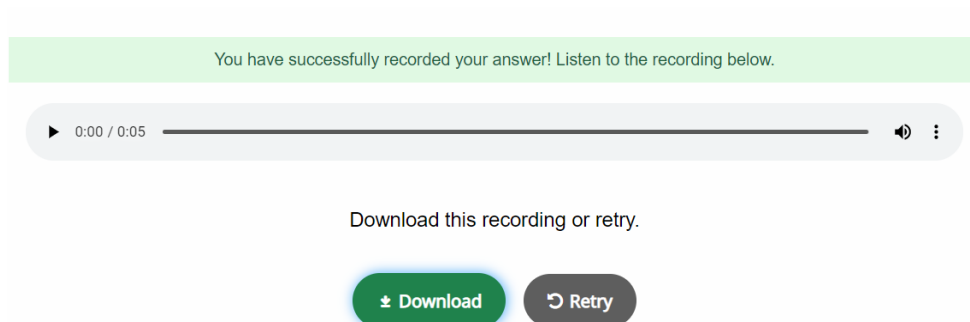 You have successfully recorded your answer! Listen to the recording below.
0:00 / 0:05
Download this recording or retry.
Download
Retry